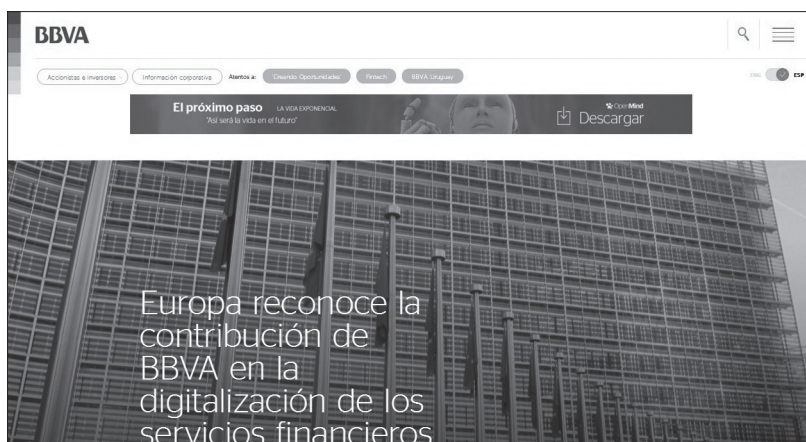 BBVA
Accionistas e inversores
Información corporativa
Atentos a:
'Creando Oportunidades'
Fintech
BBVA Uruguay
ENG
ESP
El próximo paso LA VIDA EXPONENCIAL
"Así será la vida en el futuro"
OpenMind
Descargar
Europa reconoce la
contribución de
BBVA en la
digitalización de los
servicios financieros